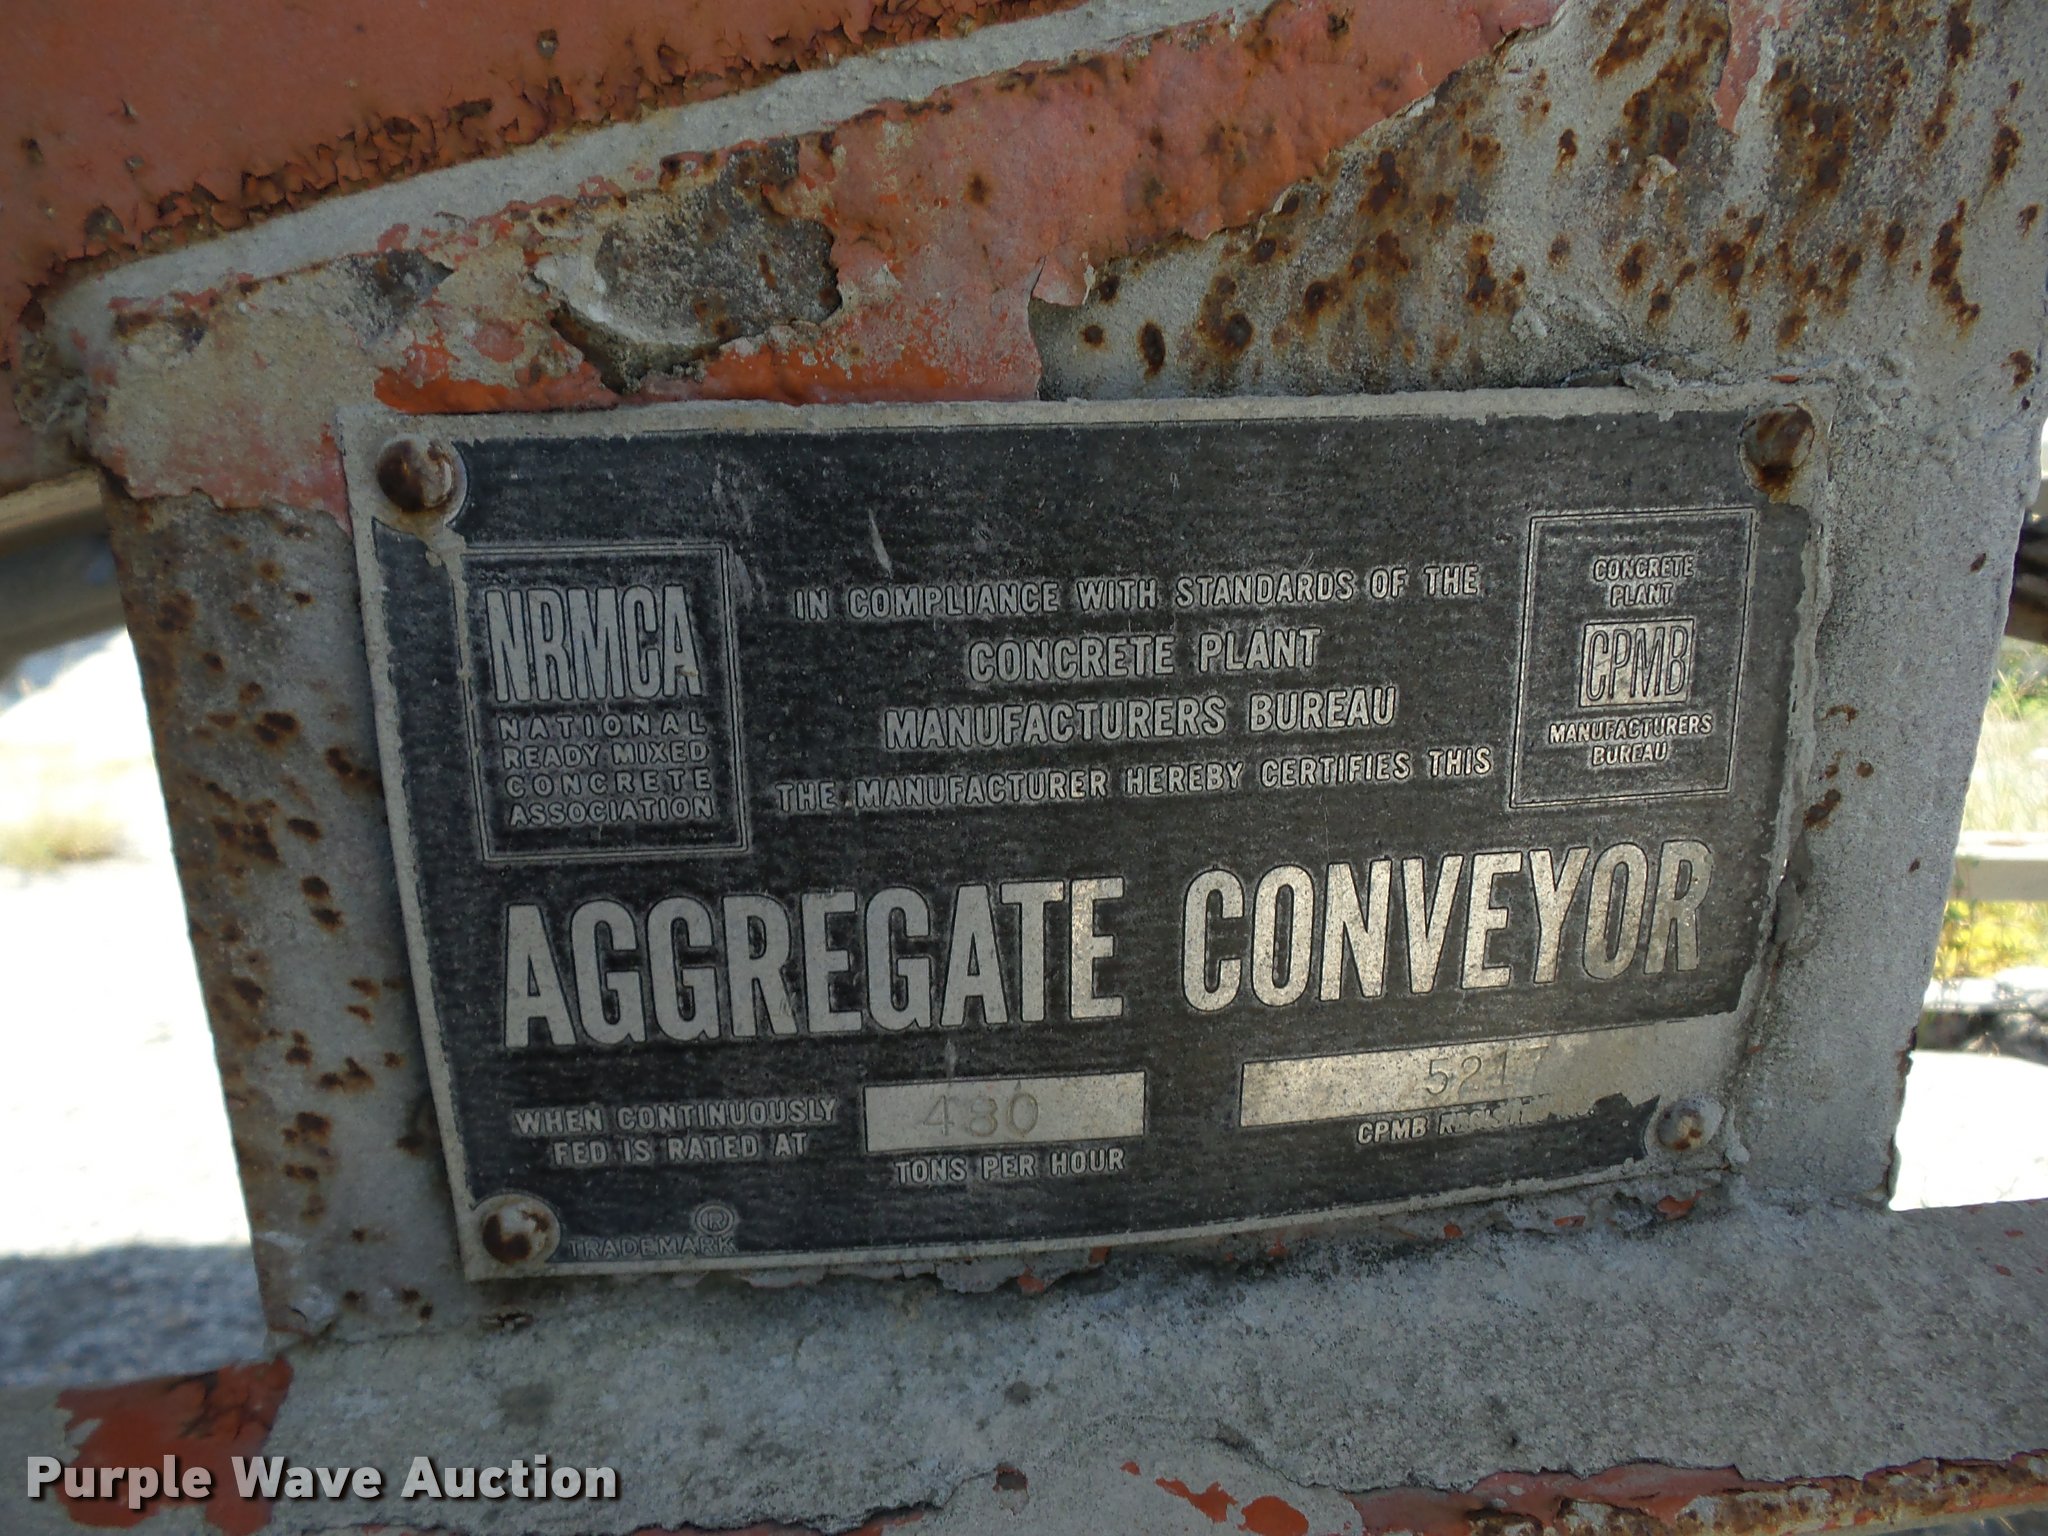 NRMCA
NATIONAL
READY MIXED
CONCRETE
ASSOCIATION
IN COMPLIANCE WITH STANDARDS OF THE
CONCRETE PLANT
MANUFACTURERS BUREAU
THE MANUFACTURER HEREBY CERTIFIES THIS
CONCRETE
PLANT
CPMB
MANUFACTURERS
BUREAU
AGGREGATE CONVEYOR
WHEN CONTINUOUSLY
FED IS RATED AT
480
TONS PER HOUR
5217
CPMB
®
TRADEMARK
Purple Wave Auction